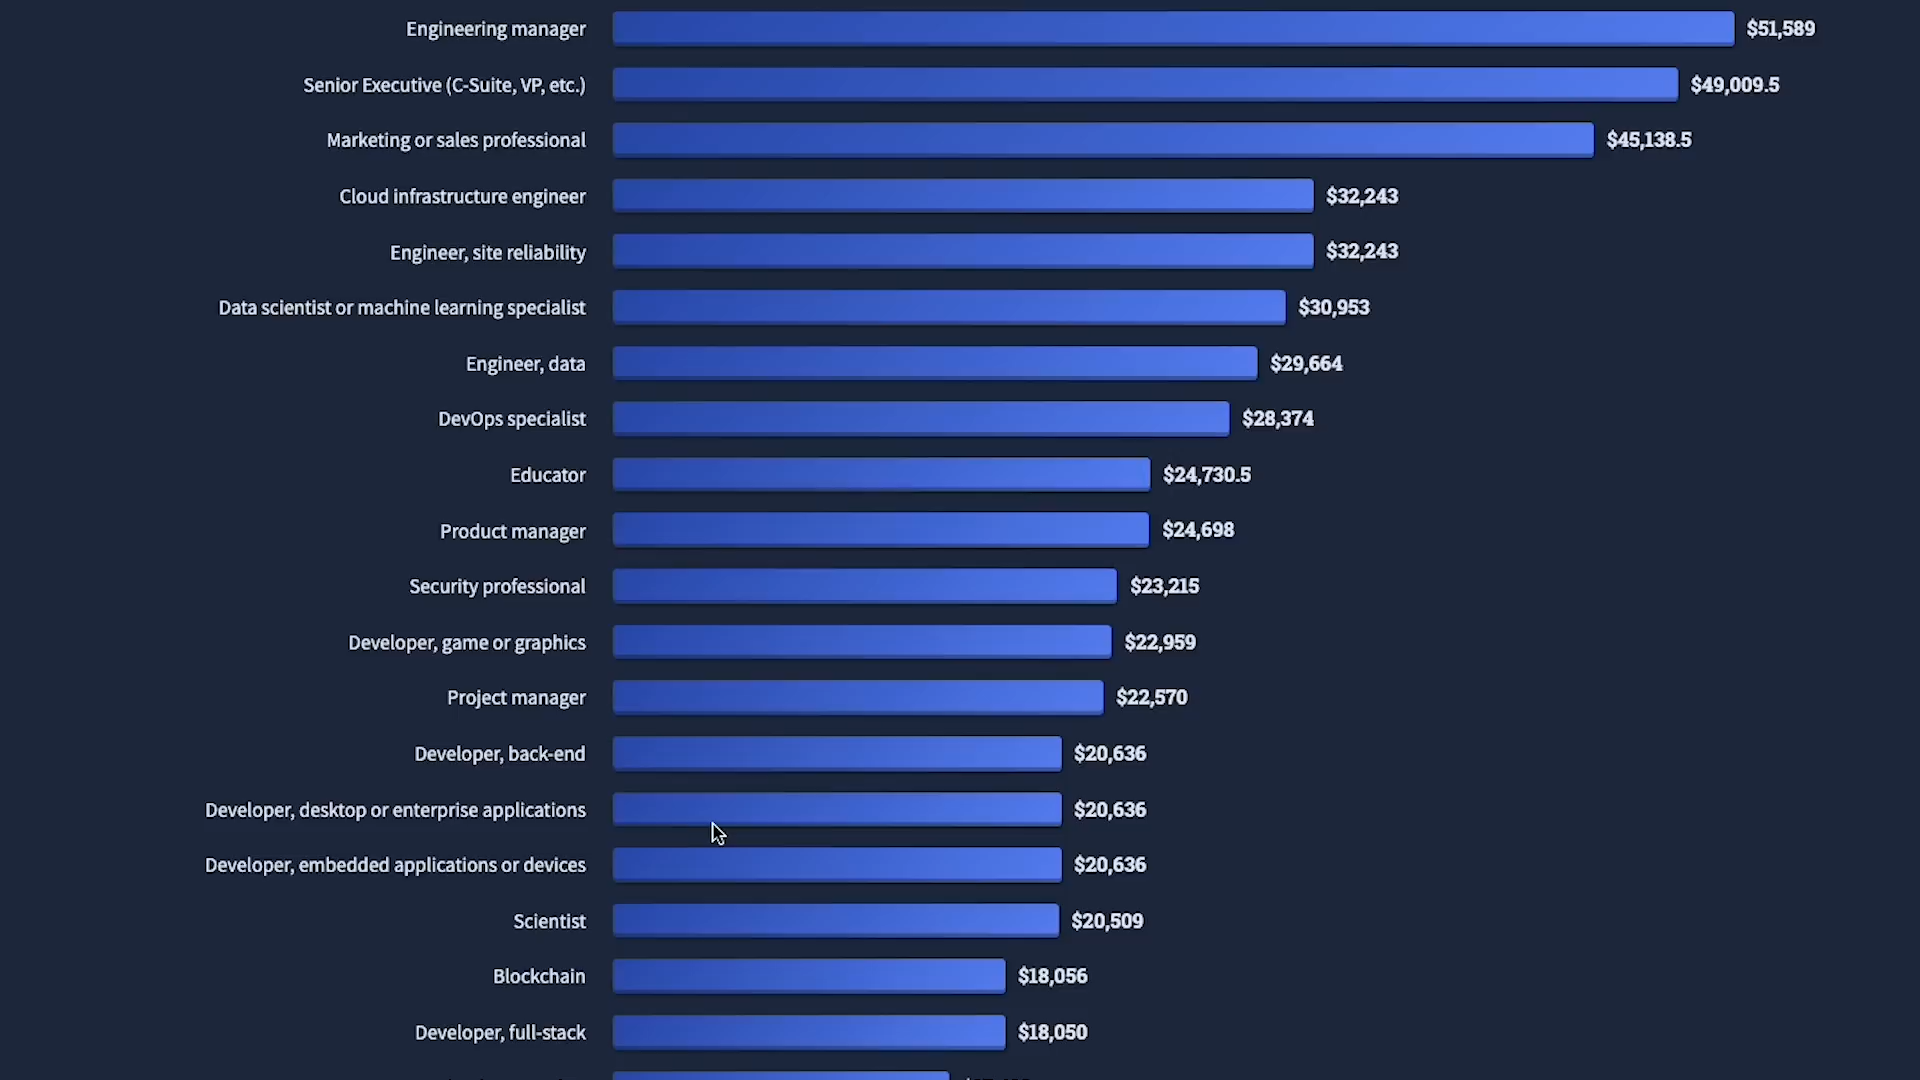 Engineering manager $51,589
Senior Executive (C-Suite, VP, etc.) $49,009.5
Marketing or sales professional $45,138.5
Cloud infrastructure engineer $32,243
Engineer, site reliability $32,243
Data scientist or machine learning specialist $30,953
Engineer, data $29,664
DevOps specialist $28,374
Educator $24,730.5
Product manager $24,698
Security professional $23,215
Developer, game or graphics $22,959
Project manager $22,570
Developer, back-end $20,636
Developer, desktop or enterprise applications $20,636
Developer, embedded applications or devices $20,636
Scientist $20,509
Blockchain $18,056
Developer, full-stack $18,050